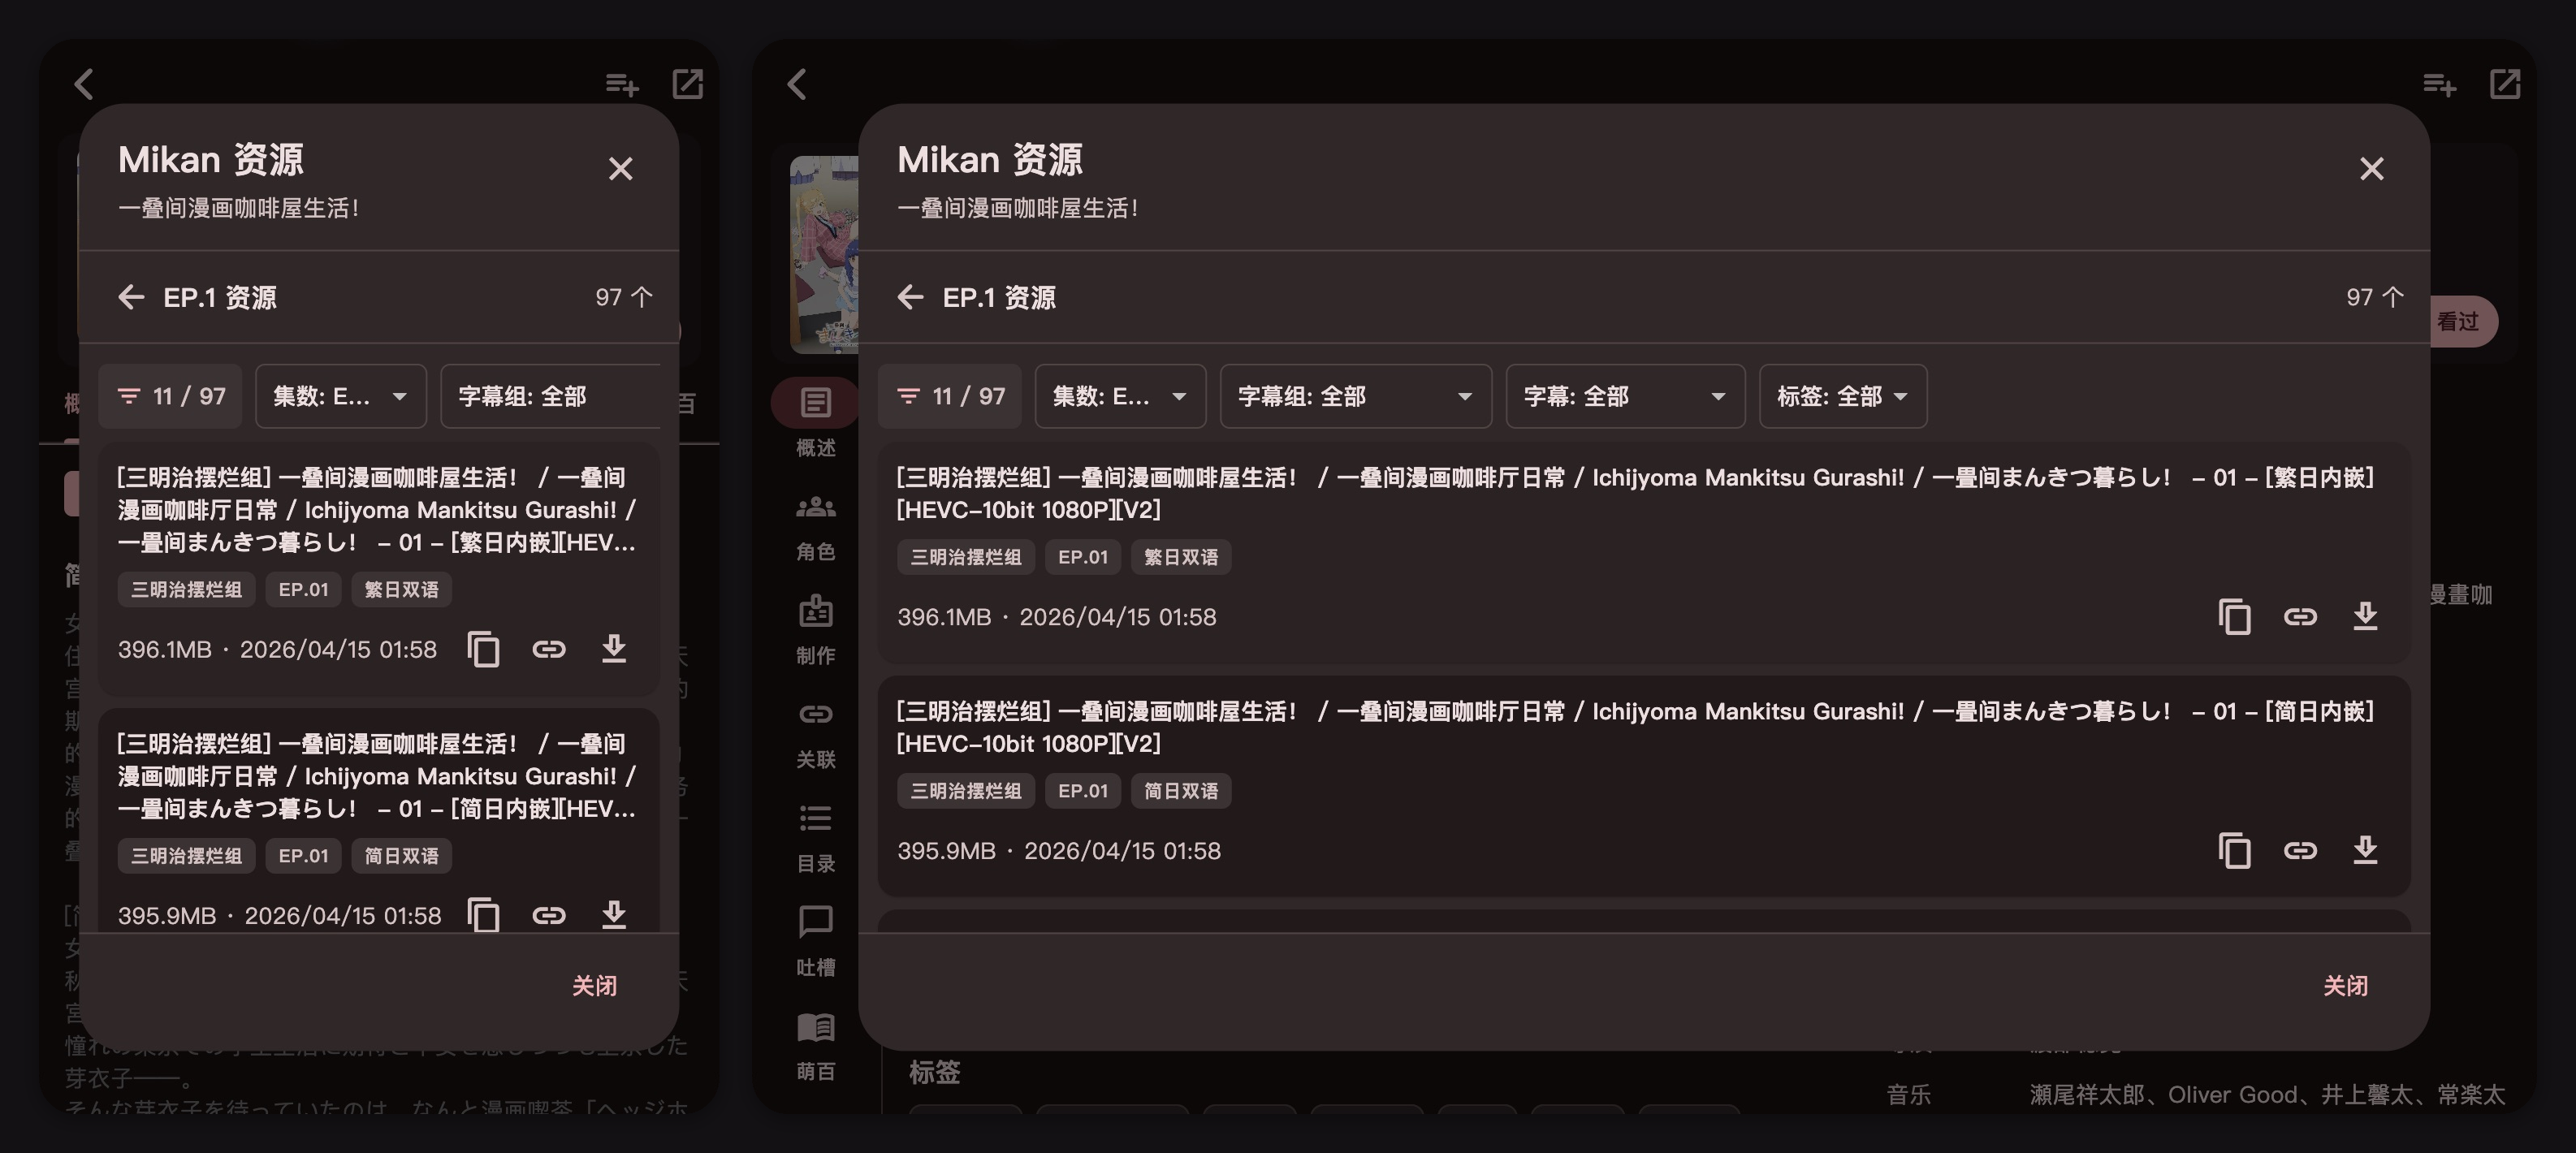 Mikan 资源
一叠间漫画咖啡屋生活！
EP.1 资源
97 个
11 / 97
集数: E...
字幕组: 全部
[三明治摆烂组] 一叠间漫画咖啡屋生活！ / 一叠间
漫画咖啡厅日常 / Ichijyoma Mankitsu Gurashi! /
一畳间まんきつ暮らし！ – 01 – [繁日内嵌][HEV...
三明治摆烂组
EP.01
繁日双语
396.1MB · 2026/04/15 01:58
[三明治摆烂组] 一叠间漫画咖啡屋生活！ / 一叠间
漫画咖啡厅日常 / Ichijyoma Mankitsu Gurashi! /
一畳间まんきつ暮らし！ – 01 – [简日内嵌][HEV...
三明治摆烂组
EP.01
简日双语
395.9MB · 2026/04/15 01:58
关闭
芽衣子——。
Mikan 资源
一叠间漫画咖啡屋生活！
EP.1 资源
97 个
看过
11 / 97
集数: E...
字幕组: 全部
字幕: 全部
标签: 全部
概述
角色
制作
关联
目录
吐槽
萌百
[三明治摆烂组] 一叠间漫画咖啡屋生活！ / 一叠间漫画咖啡厅日常 / Ichijyoma Mankitsu Gurashi! / 一畳间まんきつ暮らし！ – 01 – [繁日内嵌]
[HEVC-10bit 1080P][V2]
三明治摆烂组
EP.01
繁日双语
396.1MB · 2026/04/15 01:58
漫畫咖
[三明治摆烂组] 一叠间漫画咖啡屋生活！ / 一叠间漫画咖啡厅日常 / Ichijyoma Mankitsu Gurashi! / 一畳间まんきつ暮らし！ – 01 – [简日内嵌]
[HEVC-10bit 1080P][V2]
三明治摆烂组
EP.01
简日双语
395.9MB · 2026/04/15 01:58
关闭
标签
音乐
瀬尾祥太郎、Oliver Good、井上馨太、常楽太